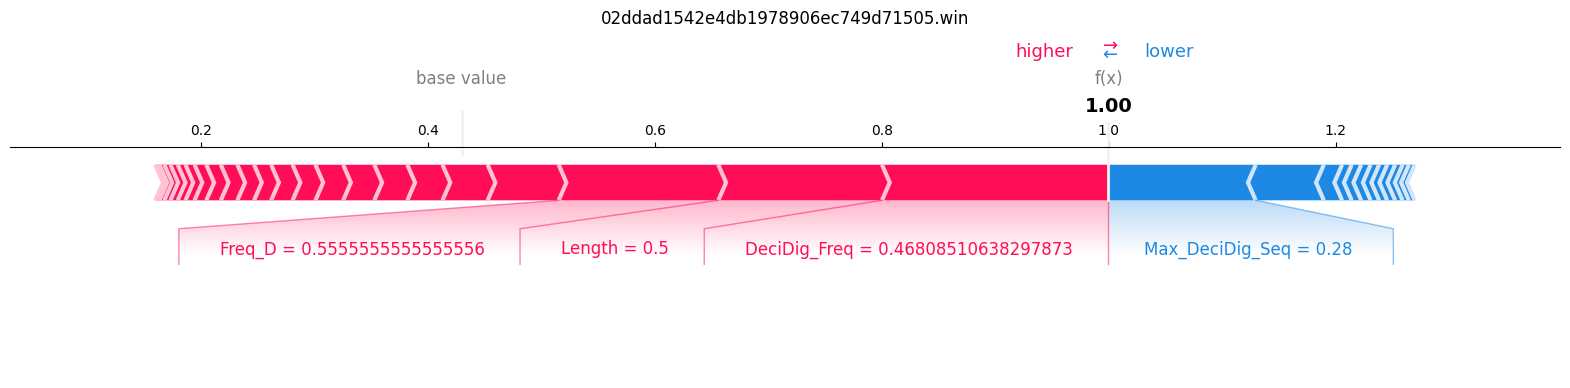 02ddad1542e4db1978906ec749d71505.win
higher → ← lower
base value f(x)
1.00
0.2 0.4 0.6 0.8 1.0 1.2
Freq_D = 0.5555555555555556 Length = 0.5 DeciDig_Freq = 0.46808510638297873 Max_DeciDig_Seq = 0.28